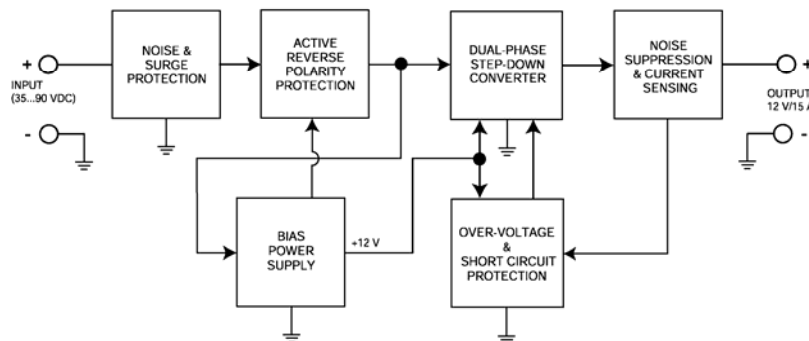 +
INPUT
(35...90 VDC)
-
NOISE &
SURGE
PROTECTION
ACTIVE
REVERSE
POLARITY
PROTECTION
DUAL-PHASE
STEP-DOWN
CONVERTER
NOISE
SUPPRESSION
& CURRENT
SENSING
+
OUTPUT
12 V/15 A
-
BIAS
POWER
SUPPLY
+12 V
OVER-VOLTAGE
&
SHORT CIRCUIT
PROTECTION